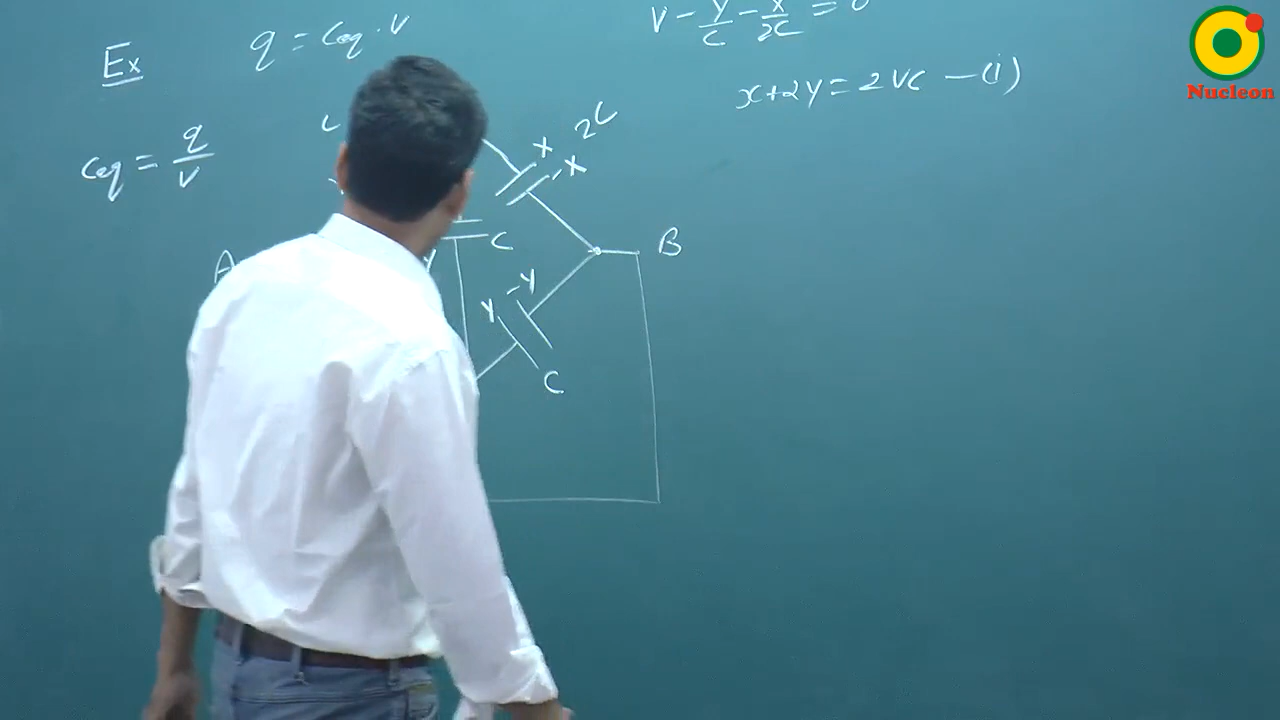 Ex
q = Ceq . V
Ceq = q/V
V - Y/C - X/2C = 0
x + 2y = 2VC - (i)
C
X
-X
2C
C
A
B
Y
-Y
C
Nucleon